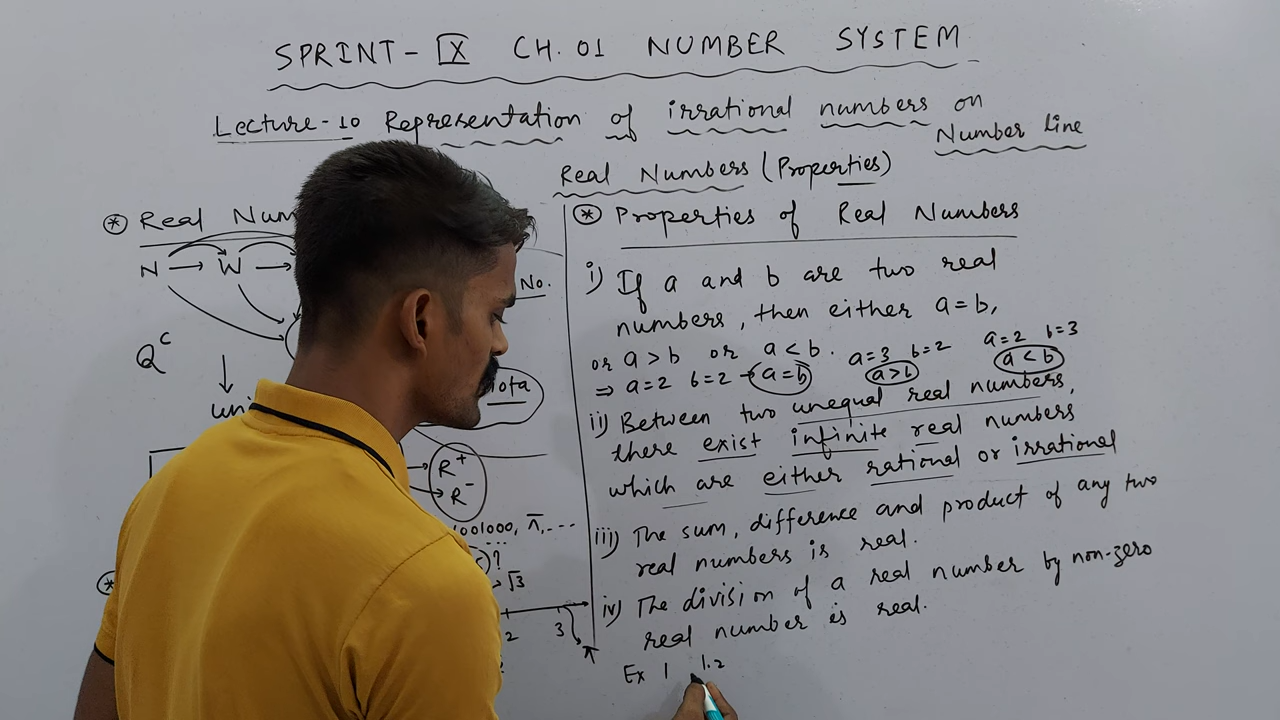 SPRINT-IX CH.01 NUMBER SYSTEM
Lecture-10 Representation of irrational numbers on
Number line
Real Numbers (Properties)
* Real Num
N → W →
No.
Q^C
uni
R+
R-
1001000, π, ...
?
√3
2 3
π
* Properties of Real Numbers
i) If a and b are two real
numbers, then either a=b,
or a>b or a<b.
a=3 b=2
a=2 b=3
⇒ a=2 b=2 → a=b
a>b
a<b
ii) Between two unequal real numbers,
there exist infinite real numbers
which are either rational or irrational
iii) The sum, difference and product of any two
real numbers is real.
iv) The division of a real number by non-zero
real number is real.
Ex 1 1.2